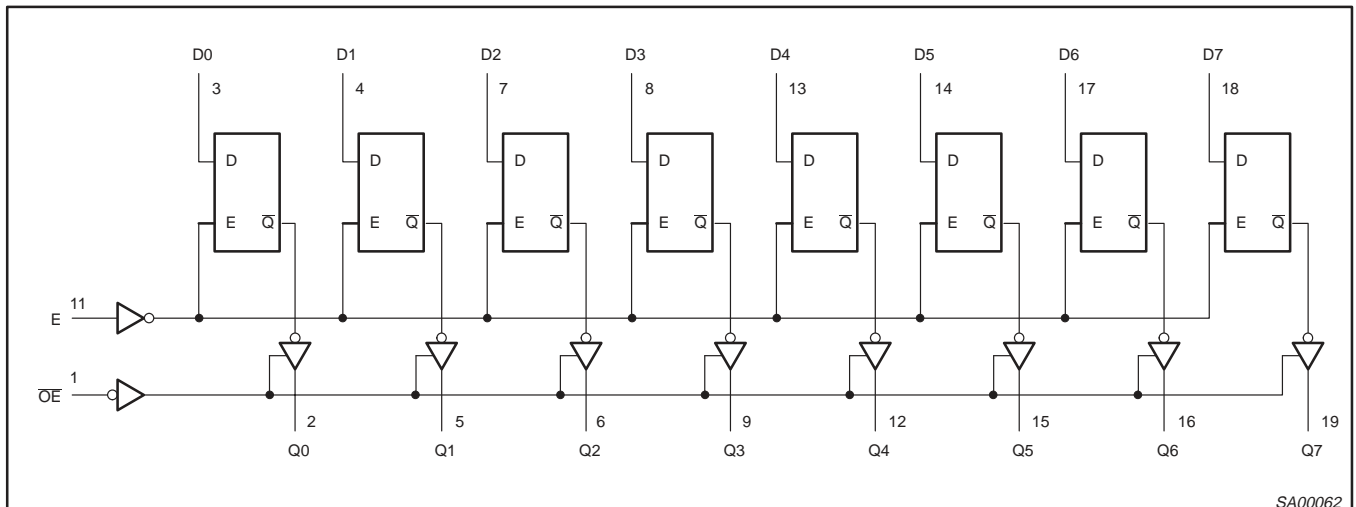 D0 D1 D2 D3 D4 D5 D6 D7
3 4 7 8 13 14 17 18
D D D D D D D D
E Q̅ E Q̅ E Q̅ E Q̅ E Q̅ E Q̅ E Q̅ E Q̅
11
E
1
O̅E̅
2 5 6 9 12 15 16 19
Q0 Q1 Q2 Q3 Q4 Q5 Q6 Q7
SA00062